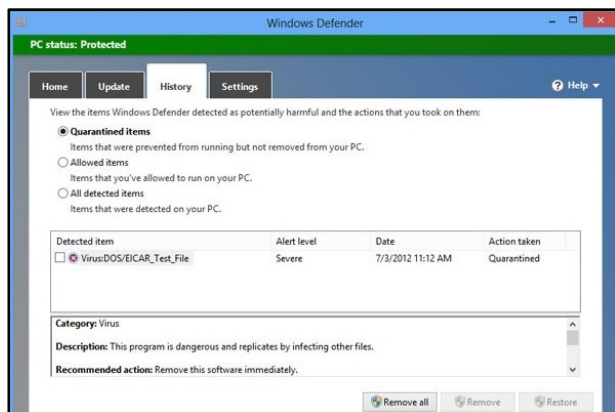 Windows Defender
PC status: Protected
Home Update History Settings Help
View the items Windows Defender detected as potentially harmful and the actions that you took on them:
Quarantined items
Items that were prevented from running but not removed from your PC.
Allowed items
Items that you've allowed to run on your PC.
All detected items
Items that were detected on your PC.
Detected item Alert level Date Action taken
Virus:DOS/EICAR_Test_File Severe 7/3/2012 11:12 AM Quarantined
Category: Virus
Description: This program is dangerous and replicates by infecting other files.
Recommended action: Remove this software immediately.
Remove all Remove Restore